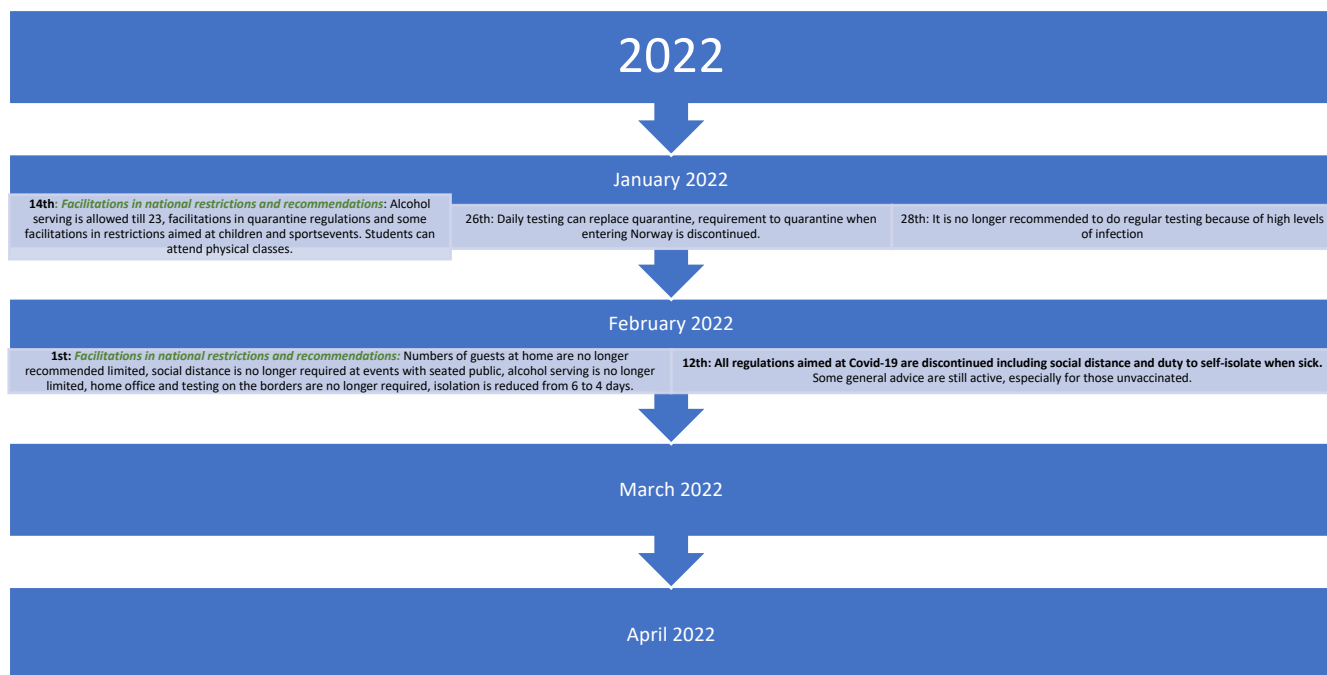 2022
January 2022
14th: Facilitations in national restrictions and recommendations: Alcohol
serving is allowed till 23, facilitations in quarantine regulations and some
facilitations in restrictions aimed at children and sportsevents. Students can
attend physical classes.
26th: Daily testing can replace quarantine, requirement to quarantine when
entering Norway is discontinued.
28th: It is no longer recommended to do regular testing because of high levels
of infection
February 2022
1st: Facilitations in national restrictions and recommendations: Numbers of guests at home are no longer
recommended limited, social distance is no longer required at events with seated public, alcohol serving is no longer
limited, home office and testing on the borders are no longer required, isolation is reduced from 6 to 4 days.
12th: All regulations aimed at Covid-19 are discontinued including social distance and duty to self-isolate when sick.
Some general advice are still active, especially for those unvaccinated.
March 2022
April 2022